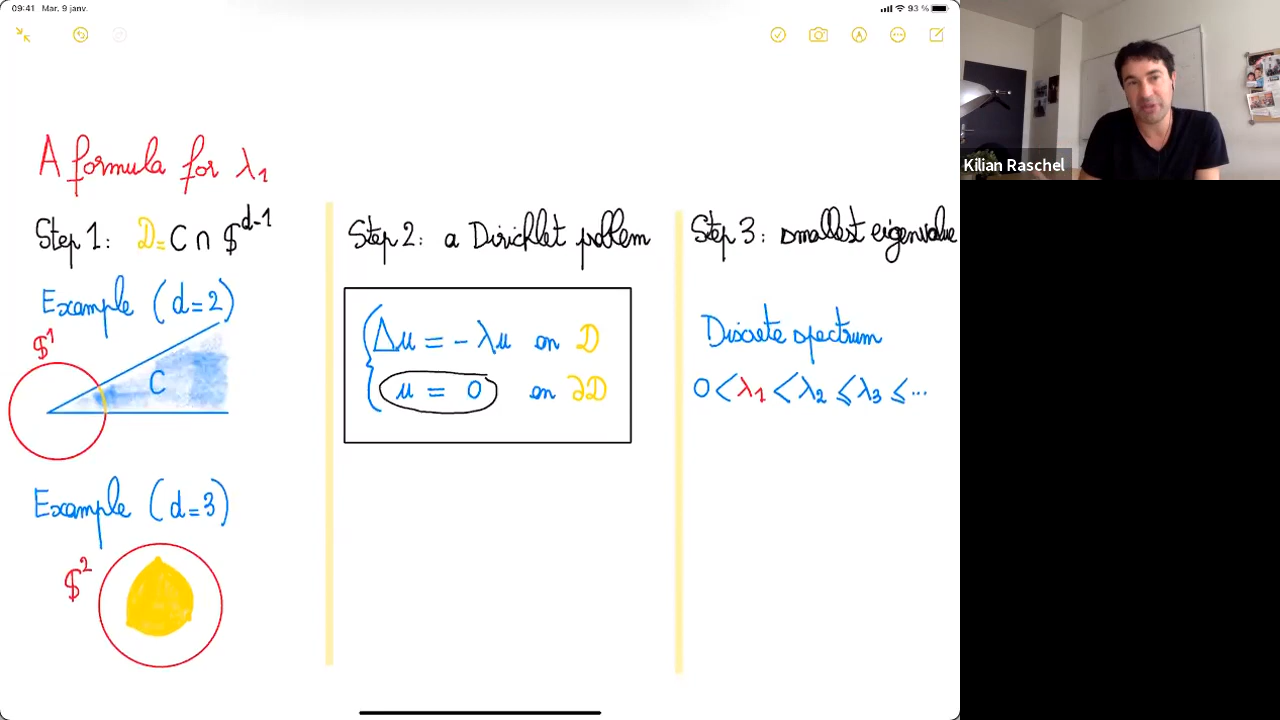 09:41 Mar. 9 janv.
93 %
A formula for λ1
Step 1: D = C ∩ $^{d-1}
Example (d=2)
$^1
C
Example (d=3)
$^2
Step 2: a Dirichlet poblem
Δu = - λu on D
u = 0 on ∂D
Step 3: smallest eigenvalue
Discrete spectrum
0 < λ1 < λ2 ⩽ λ3 ⩽ ...
Kilian Raschel